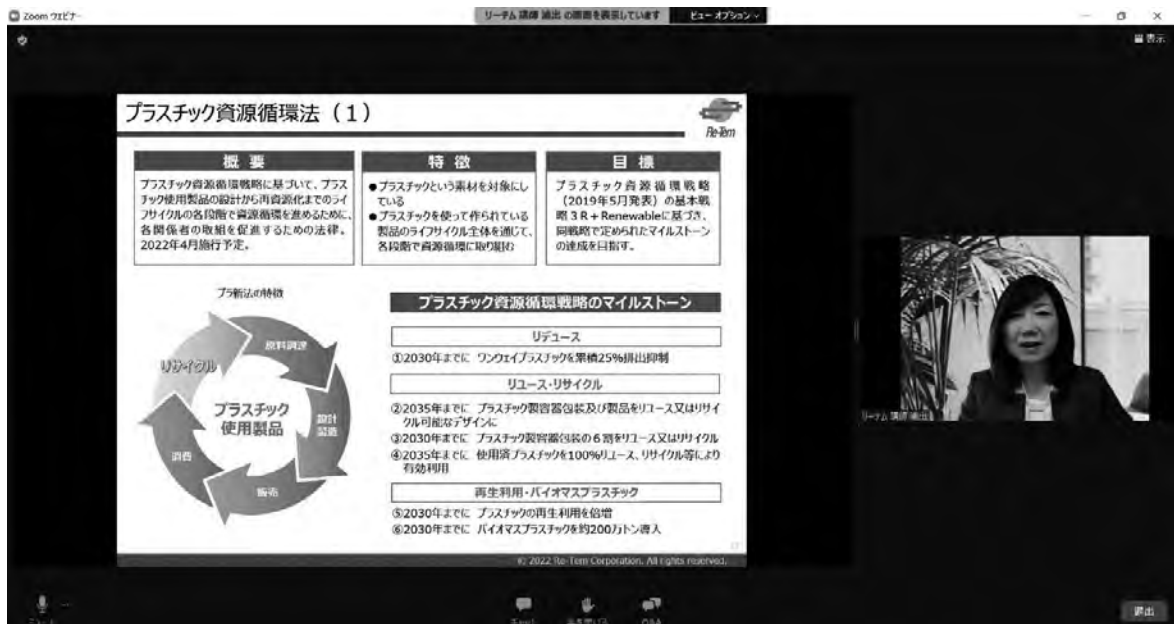 Zoom ウェビナー
リーテム 講師 の画面を表示しています
ビュー オプション
表示
プラスチック資源循環法（1）
Re-Tem
概 要
プラスチック資源循環戦略に基づいて、プラス
チック使用製品の設計から再資源化までのライ
フサイクルの各段階で資源循環を進めるために、
各関係者の取組を促進するための法律。
2022年4月施行予定。
特 徴
●プラスチックという素材を対象にし
ている
●プラスチックを使って作られている
製品のライフサイクル全体を通じて、
各段階で資源循環に取り組む
目 標
プラスチック資源循環戦略
（2019年5月発表）の基本戦
略３R＋Renewableに基づき、
同戦略で定められたマイルストーン
の達成を目指す。
プラ新法の特徴
リサイクル
原料調達
設計
製造
販売
消費
プラスチック
使用製品
プラスチック資源循環戦略のマイルストーン
リデュース
①2030年までに ワンウェイプラスチックを累積25%排出抑制
リユース・リサイクル
②2035年までに プラスチック製容器包装及び製品をリユース又はリサイ
クル可能なデザインに
③2030年までに プラスチック製容器包装の６割をリユース又はリサイクル
④2035年までに 使用済プラスチックを100%リユース、リサイクル等により
有効利用
再生利用・バイオマスプラスチック
⑤2030年までに プラスチックの再生利用を倍増
⑥2030年までに バイオマスプラスチックを約200万トン導入
© 2022 Re-Tem Corporation. All rights reserved.
リーテム 講師
チャット
手を挙げる
Q&A
退出